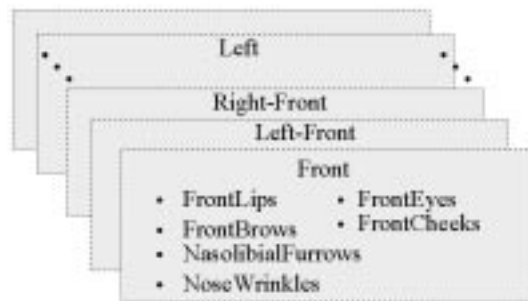 Left
Right-Front
Left-Front
Front
• FrontLips
• FrontBrows
• NasolibialFurrows
• NoseWrinkles
• FrontEyes
• FrontCheeks